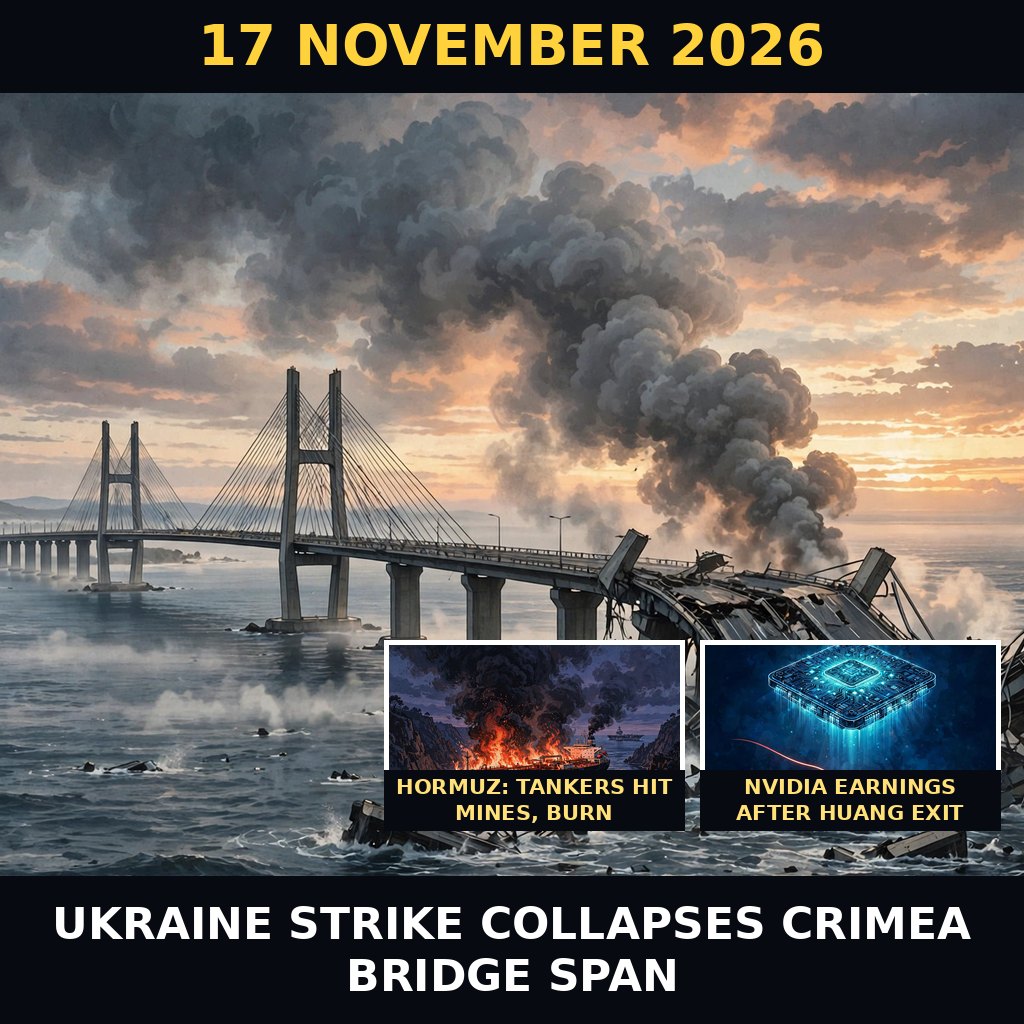 17 NOVEMBER 2026
HORMUZ: TANKERS HIT
MINES, BURN
NVIDIA EARNINGS
AFTER HUANG EXIT
UKRAINE STRIKE COLLAPSES CRIMEA
BRIDGE SPAN